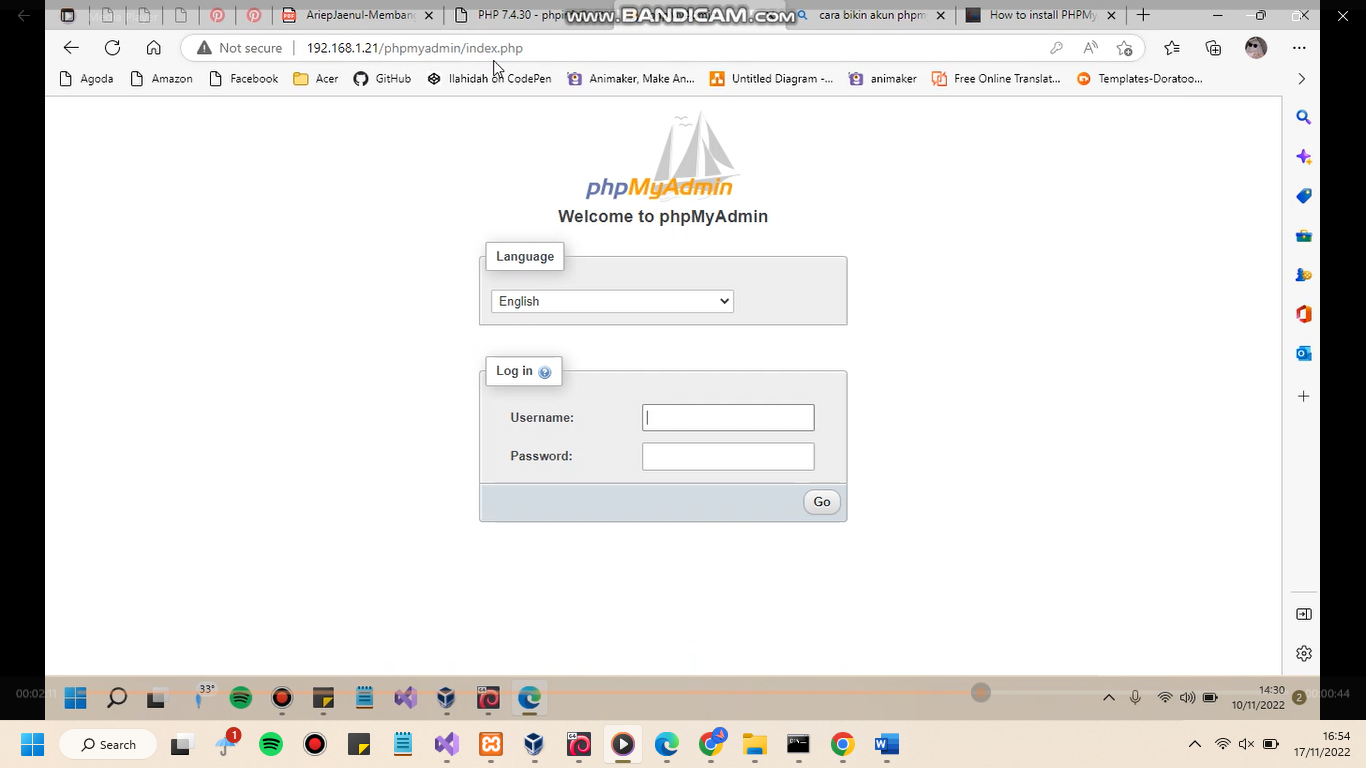 AriepJaenul-Memban
PHP 7.4.30 - phpi
WWW.BANDICAM.COM
cara bikin akun phpm
How to install PHPMy
Not secure
192.168.1.21/phpmyadmin/index.php
Agoda
Amazon
Facebook
Acer
GitHub
Ilahidah on CodePen
Animaker, Make An...
Untitled Diagram -...
animaker
Free Online Translat...
Templates-Doratoo...
phpMyAdmin
Welcome to phpMyAdmin
Language
English
Log in
Username:
Password:
Go
00:02:11
33°
14:30
10/11/2022
2
00:00:44
Search
1
16:54
17/11/2022